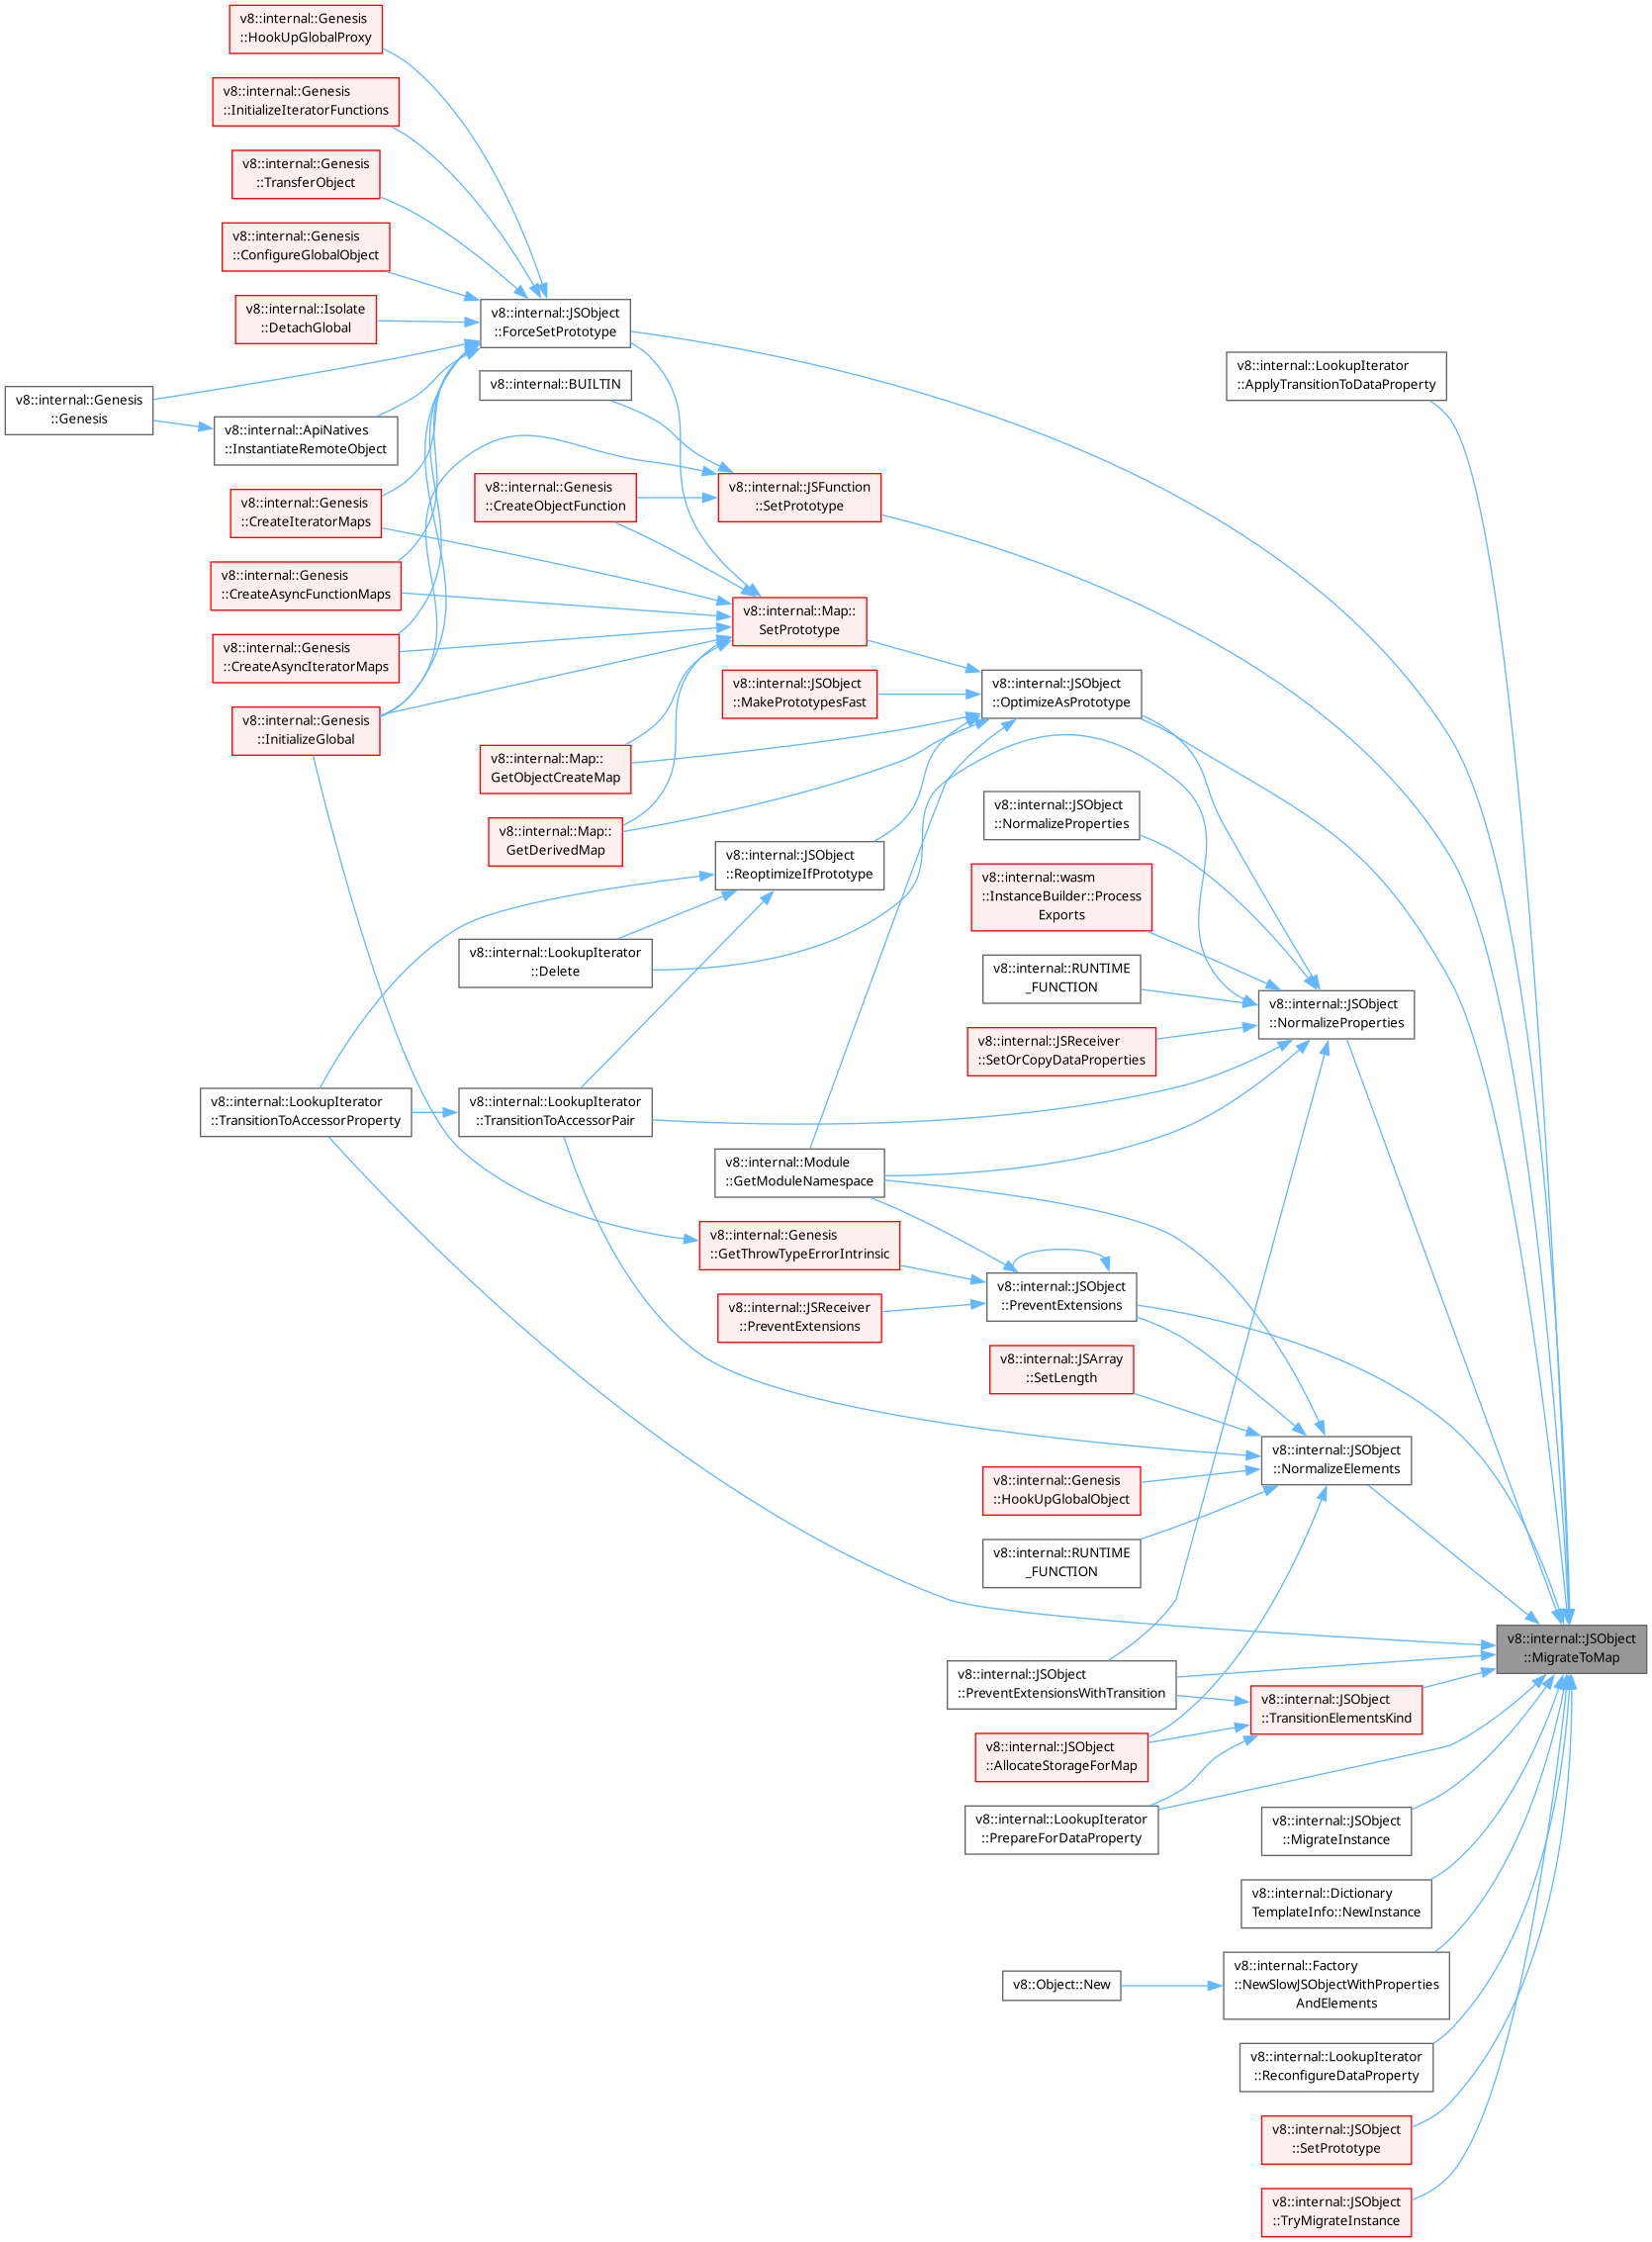 v8::internal::Genesis
::HookUpGlobalProxy
v8::internal::Genesis
::InitializeIteratorFunctions
v8::internal::Genesis
::TransferObject
v8::internal::Genesis
::ConfigureGlobalObject
v8::internal::Isolate
::DetachGlobal
v8::internal::JSObject
::ForceSetPrototype
v8::internal::LookupIterator
::ApplyTransitionToDataProperty
v8::internal::BUILTIN
v8::internal::Genesis
::Genesis
v8::internal::ApiNatives
::InstantiateRemoteObject
v8::internal::Genesis
::CreateIteratorMaps
v8::internal::Genesis
::CreateObjectFunction
v8::internal::JSFunction
::SetPrototype
v8::internal::Genesis
::CreateAsyncFunctionMaps
v8::internal::Map::
SetPrototype
v8::internal::Genesis
::CreateAsyncIteratorMaps
v8::internal::JSObject
::MakePrototypesFast
v8::internal::JSObject
::OptimizeAsPrototype
v8::internal::Genesis
::InitializeGlobal
v8::internal::Map::
GetObjectCreateMap
v8::internal::JSObject
::NormalizeProperties
v8::internal::Map::
GetDerivedMap
v8::internal::JSObject
::ReoptimizeIfPrototype
v8::internal::wasm
::InstanceBuilder::Process
Exports
v8::internal::LookupIterator
::Delete
v8::internal::RUNTIME
_FUNCTION
v8::internal::JSObject
::NormalizeProperties
v8::internal::JSReceiver
::SetOrCopyDataProperties
v8::internal::LookupIterator
::TransitionToAccessorProperty
v8::internal::LookupIterator
::TransitionToAccessorPair
v8::internal::Module
::GetModuleNamespace
v8::internal::Genesis
::GetThrowTypeErrorIntrinsic
v8::internal::JSObject
::PreventExtensions
v8::internal::JSReceiver
::PreventExtensions
v8::internal::JSArray
::SetLength
v8::internal::JSObject
::NormalizeElements
v8::internal::Genesis
::HookUpGlobalObject
v8::internal::RUNTIME
_FUNCTION
v8::internal::JSObject
::MigrateToMap
v8::internal::JSObject
::PreventExtensionsWithTransition
v8::internal::JSObject
::TransitionElementsKind
v8::internal::JSObject
::AllocateStorageForMap
v8::internal::LookupIterator
::PrepareForDataProperty
v8::internal::JSObject
::MigrateInstance
v8::internal::Dictionary
TemplateInfo::NewInstance
v8::Object::New
v8::internal::Factory
::NewSlowJSObjectWithProperties
AndElements
v8::internal::LookupIterator
::ReconfigureDataProperty
v8::internal::JSObject
::SetPrototype
v8::internal::JSObject
::TryMigrateInstance